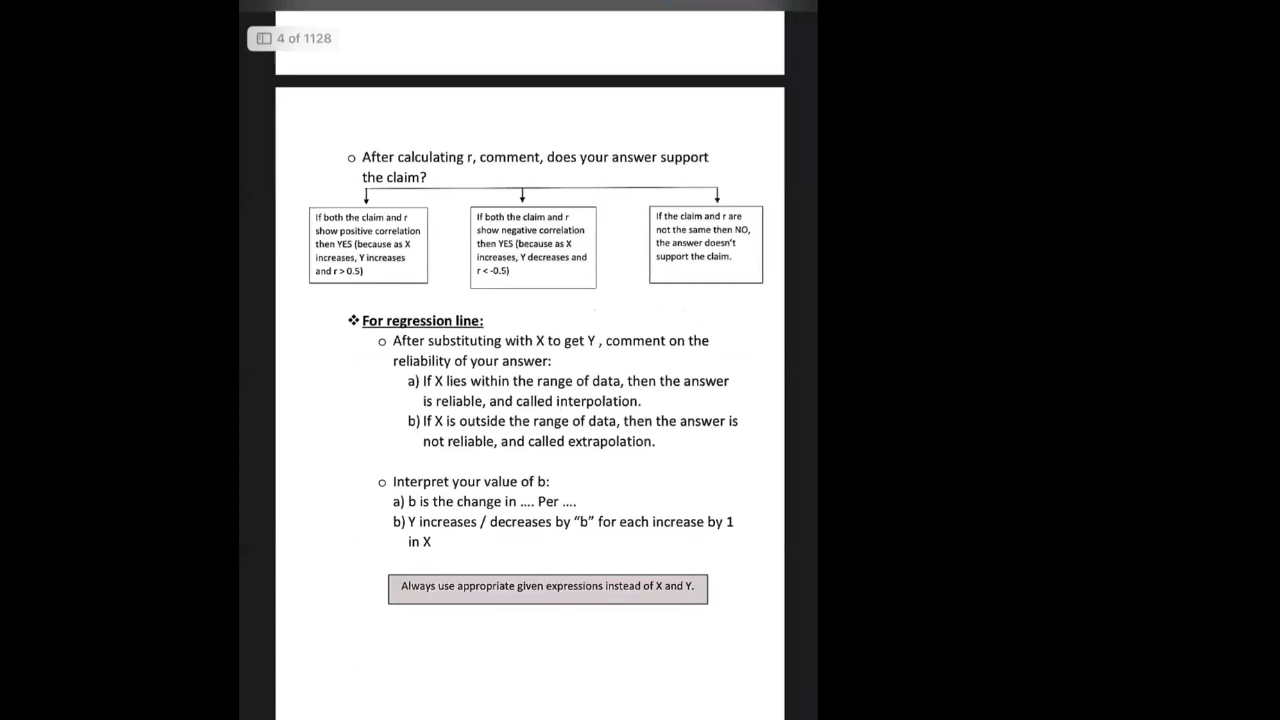 4 of 1128
o After calculating r, comment, does your answer support
the claim?
If both the claim and r
show positive correlation
then YES (because as X
increases, Y increases
and r > 0.5)
If both the claim and r
show negative correlation
then YES (because as X
increases, Y decreases and
r < -0.5)
If the claim and r are
not the same then NO,
the answer doesn't
support the claim.
❖ For regression line:
o After substituting with X to get Y , comment on the
reliability of your answer:
a) If X lies within the range of data, then the answer
is reliable, and called interpolation.
b) If X is outside the range of data, then the answer is
not reliable, and called extrapolation.
o Interpret your value of b:
a) b is the change in .... Per ....
b) Y increases / decreases by “b” for each increase by 1
in X
Always use appropriate given expressions instead of X and Y.